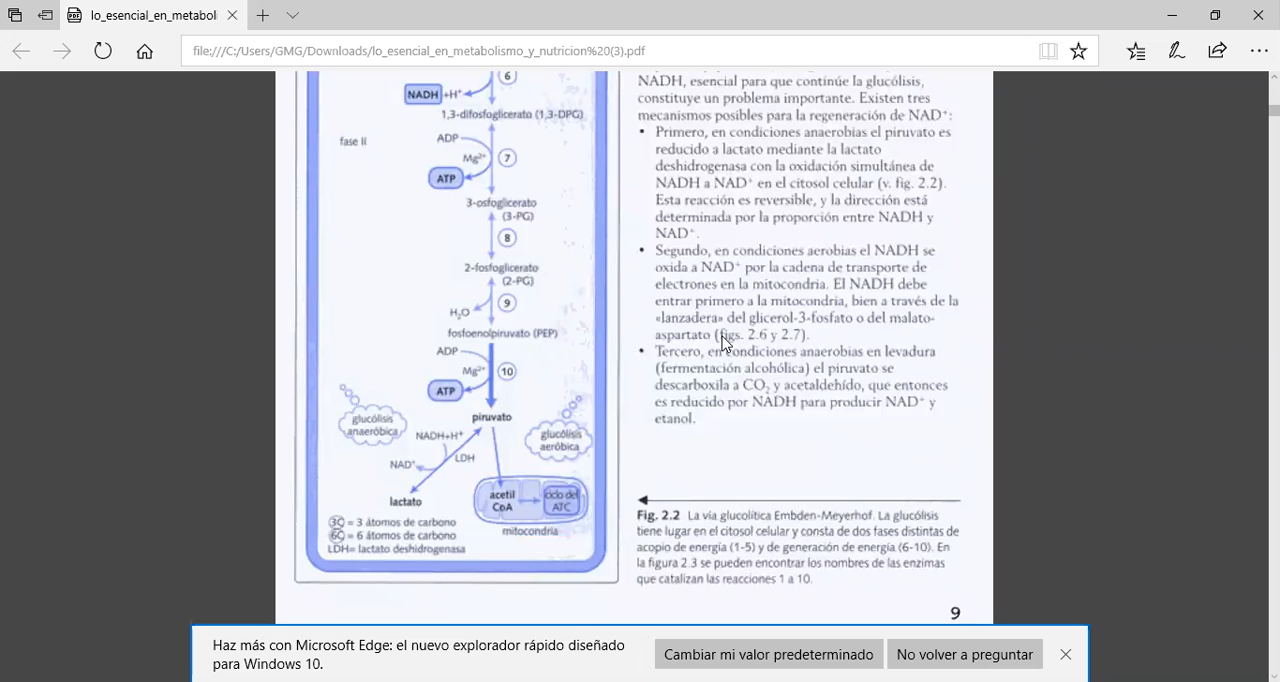 lo_esencial_en_metaboli
file:///C:/Users/GMG/Downloads/lo_esencial_en_metabolismo_y_nutricion%20(3).pdf
6
NADH +H⁺
1,3-difosfoglicerato (1,3-DPG)
fase II
ADP
Mg²⁺
7
ATP
3-osfoglicerato
(3-PG)
8
2-fosfoglicerato
(2-PG)
H₂O
9
fosfoenolpiruvato (PEP)
ADP
Mg²⁺
10
ATP
piruvato
glucólisis
anaeróbica
glucólisis
aeróbica
NADH+H⁺
NAD⁺
LDH
lactato
acetil
CoA
ciclo del
ATC
mitocondria
3C = 3 átomos de carbono
6C = 6 átomos de carbono
LDH= lactato deshidrogenasa
NADH, esencial para que continúe la glucólisis,
constituye un problema importante. Existen tres
mecanismos posibles para la regeneración de NAD⁺:
• Primero, en condiciones anaerobias el piruvato es
reducido a lactato mediante la lactato
deshidrogenasa con la oxidación simultánea de
NADH a NAD⁺ en el citosol celular (v. fig. 2.2).
Esta reacción es reversible, y la dirección está
determinada por la proporción entre NADH y
NAD⁺.
• Segundo, en condiciones aerobias el NADH se
oxida a NAD⁺ por la cadena de transporte de
electrones en la mitocondria. El NADH debe
entrar primero a la mitocondria, bien a través de la
«lanzadera» del glicerol-3-fosfato o del malato-
aspartato (figs. 2.6 y 2.7).
• Tercero, en condiciones anaerobias en levadura
(fermentación alcohólica) el piruvato se
descarboxila a CO₂ y acetaldehído, que entonces
es reducido por NADH para producir NAD⁺ y
etanol.
Fig. 2.2 La vía glucolítica Embden-Meyerhof. La glucólisis
tiene lugar en el citosol celular y consta de dos fases distintas de
acopio de energía (1-5) y de generación de energía (6-10). En
la figura 2.3 se pueden encontrar los nombres de las enzimas
que catalizan las reacciones 1 a 10.
9
Haz más con Microsoft Edge: el nuevo explorador rápido diseñado
para Windows 10.
Cambiar mi valor predeterminado
No volver a preguntar